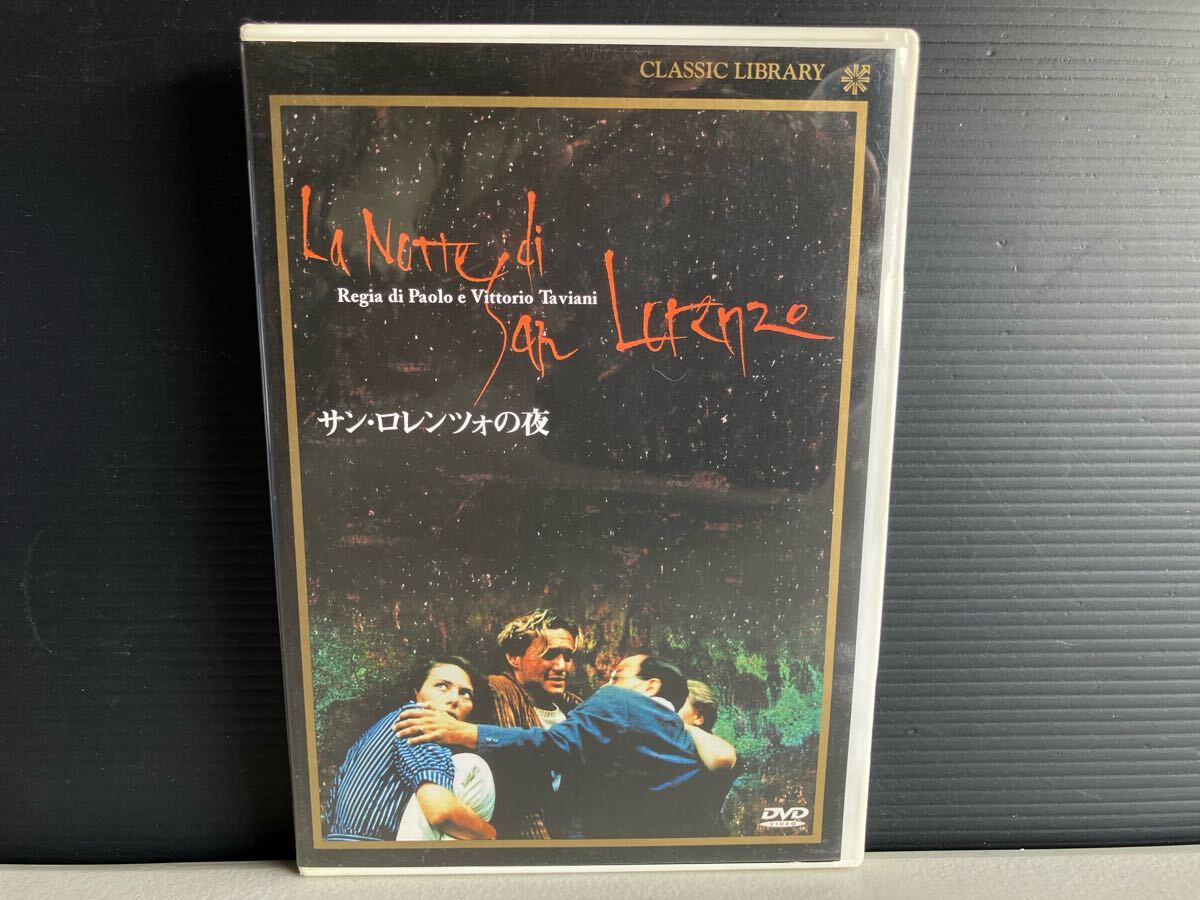 CLASSIC LIBRARY
La Notte di
San Lorenzo
Regia di Paolo e Vittorio Taviani
サン・ロレンツォの夜
DVD
VIDEO